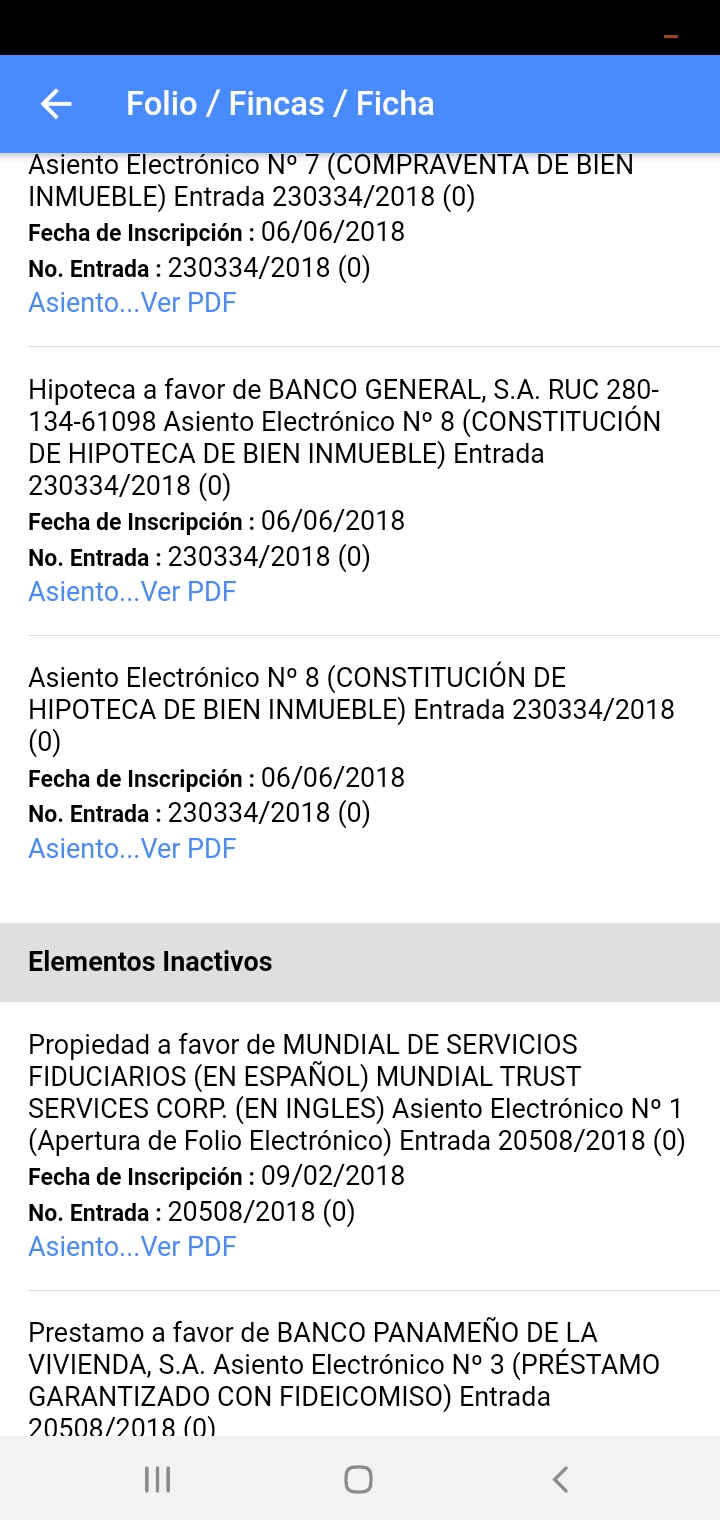 Folio / Fincas / Ficha
Asiento Electrónico Nº 7 (COMPRAVENTA DE BIEN
INMUEBLE) Entrada 230334/2018 (0)
Fecha de Inscripción : 06/06/2018
No. Entrada : 230334/2018 (0)
Asiento...Ver PDF
Hipoteca a favor de BANCO GENERAL, S.A. RUC 280-
134-61098 Asiento Electrónico Nº 8 (CONSTITUCIÓN
DE HIPOTECA DE BIEN INMUEBLE) Entrada
230334/2018 (0)
Fecha de Inscripción : 06/06/2018
No. Entrada : 230334/2018 (0)
Asiento...Ver PDF
Asiento Electrónico Nº 8 (CONSTITUCIÓN DE
HIPOTECA DE BIEN INMUEBLE) Entrada 230334/2018
(0)
Fecha de Inscripción : 06/06/2018
No. Entrada : 230334/2018 (0)
Asiento...Ver PDF
Elementos Inactivos
Propiedad a favor de MUNDIAL DE SERVICIOS
FIDUCIARIOS (EN ESPAÑOL) MUNDIAL TRUST
SERVICES CORP. (EN INGLES) Asiento Electrónico Nº 1
(Apertura de Folio Electrónico) Entrada 20508/2018 (0)
Fecha de Inscripción : 09/02/2018
No. Entrada : 20508/2018 (0)
Asiento...Ver PDF
Prestamo a favor de BANCO PANAMEÑO DE LA
VIVIENDA, S.A. Asiento Electrónico Nº 3 (PRÉSTAMO
GARANTIZADO CON FIDEICOMISO) Entrada
20508/2018 (0)